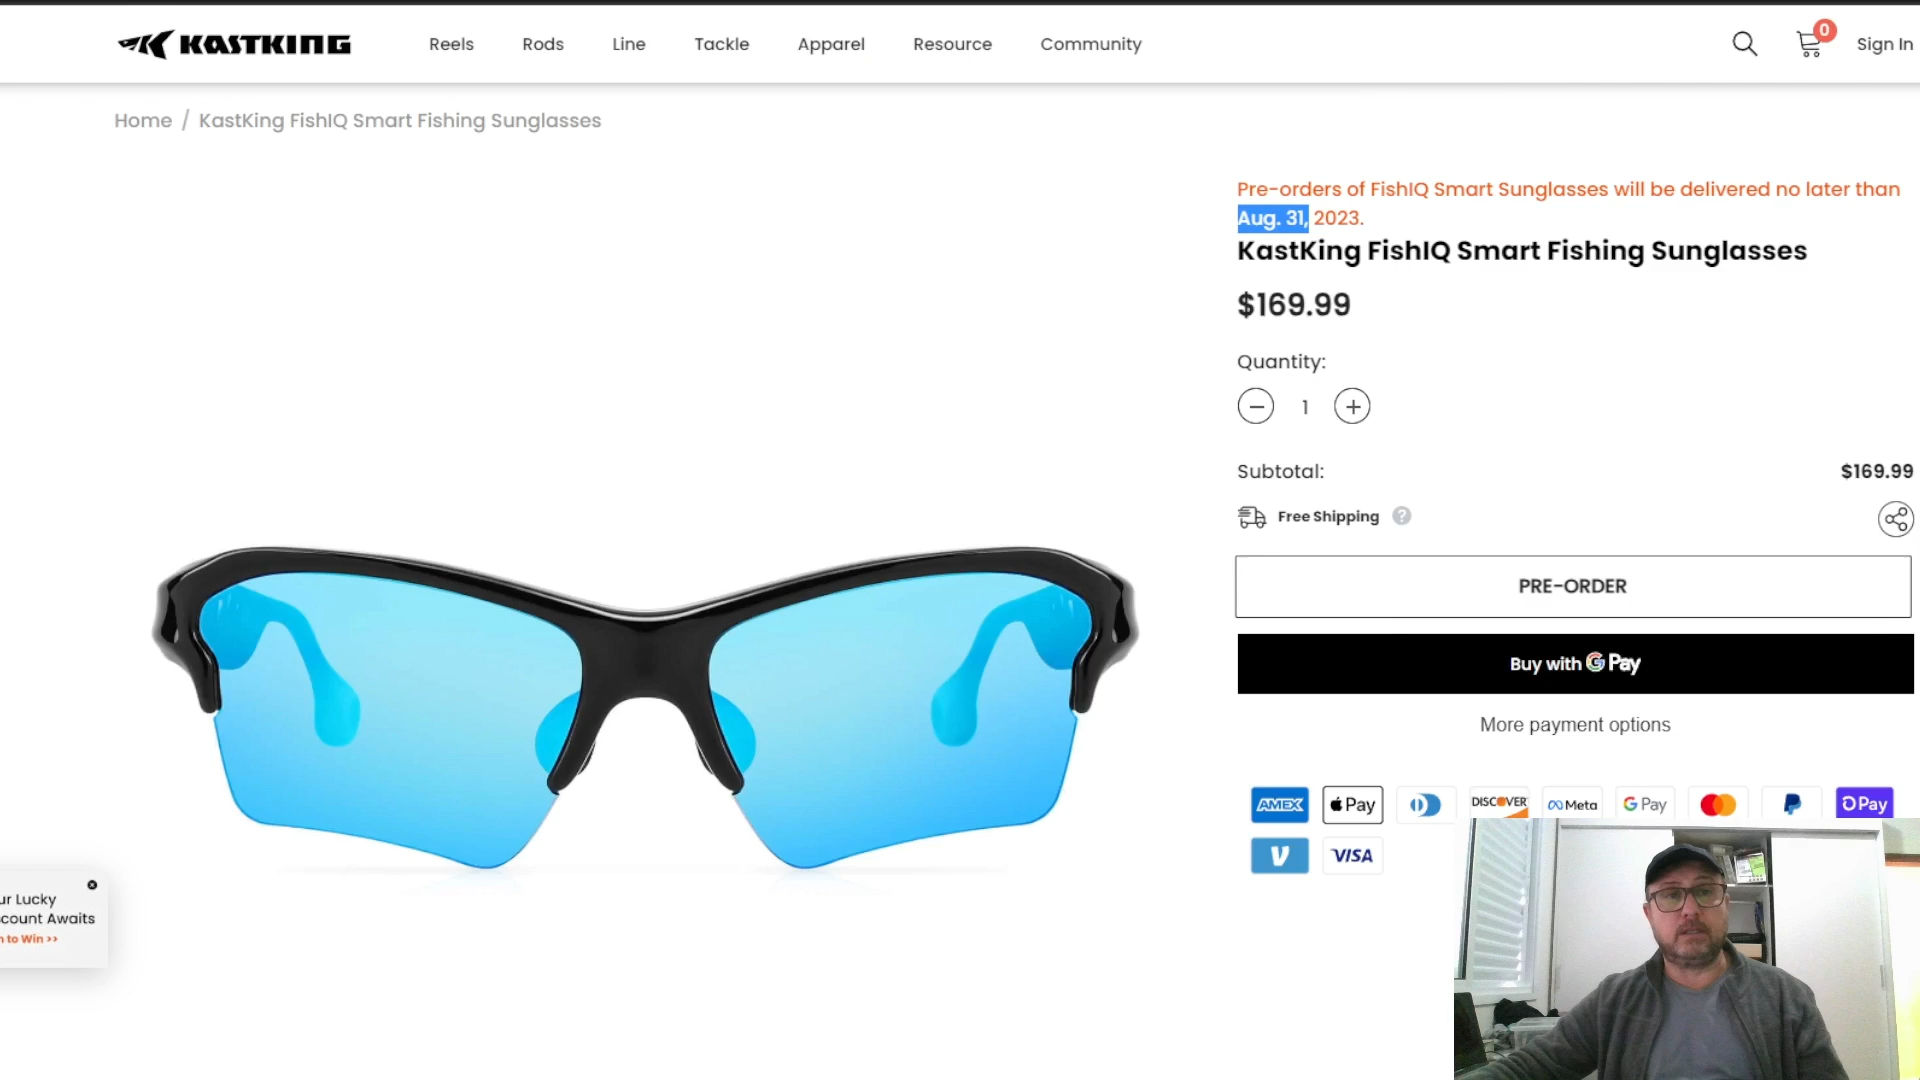 KASTKING
Reels Rods Line Tackle Apparel Resource Community
0
Sign In
Home / KastKing FishIQ Smart Fishing Sunglasses
Pre-orders of FishIQ Smart Sunglasses will be delivered no later than
Aug. 31, 2023.
KastKing FishIQ Smart Fishing Sunglasses
$169.99
Quantity:
1
Subtotal: $169.99
Free Shipping ?
PRE-ORDER
Buy with G Pay
More payment options
AMEX Pay DISCOVER Meta G Pay Pay
V VISA
ur Lucky
count Awaits
n to Win >>